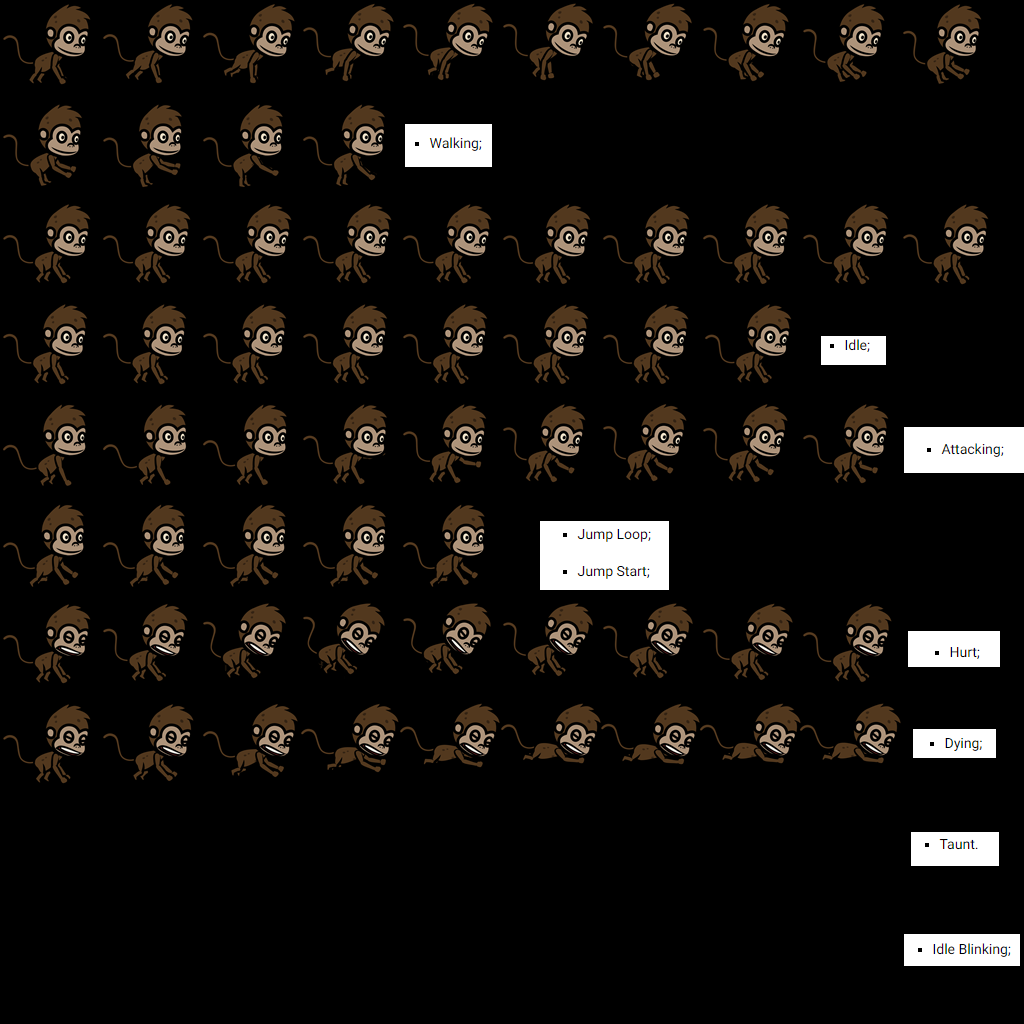 ▪ Walking;
▪ Idle;
▪ Attacking;
▪ Jump Loop;
▪ Jump Start;
▪ Hurt;
▪ Dying;
▪ Taunt.
▪ Idle Blinking;